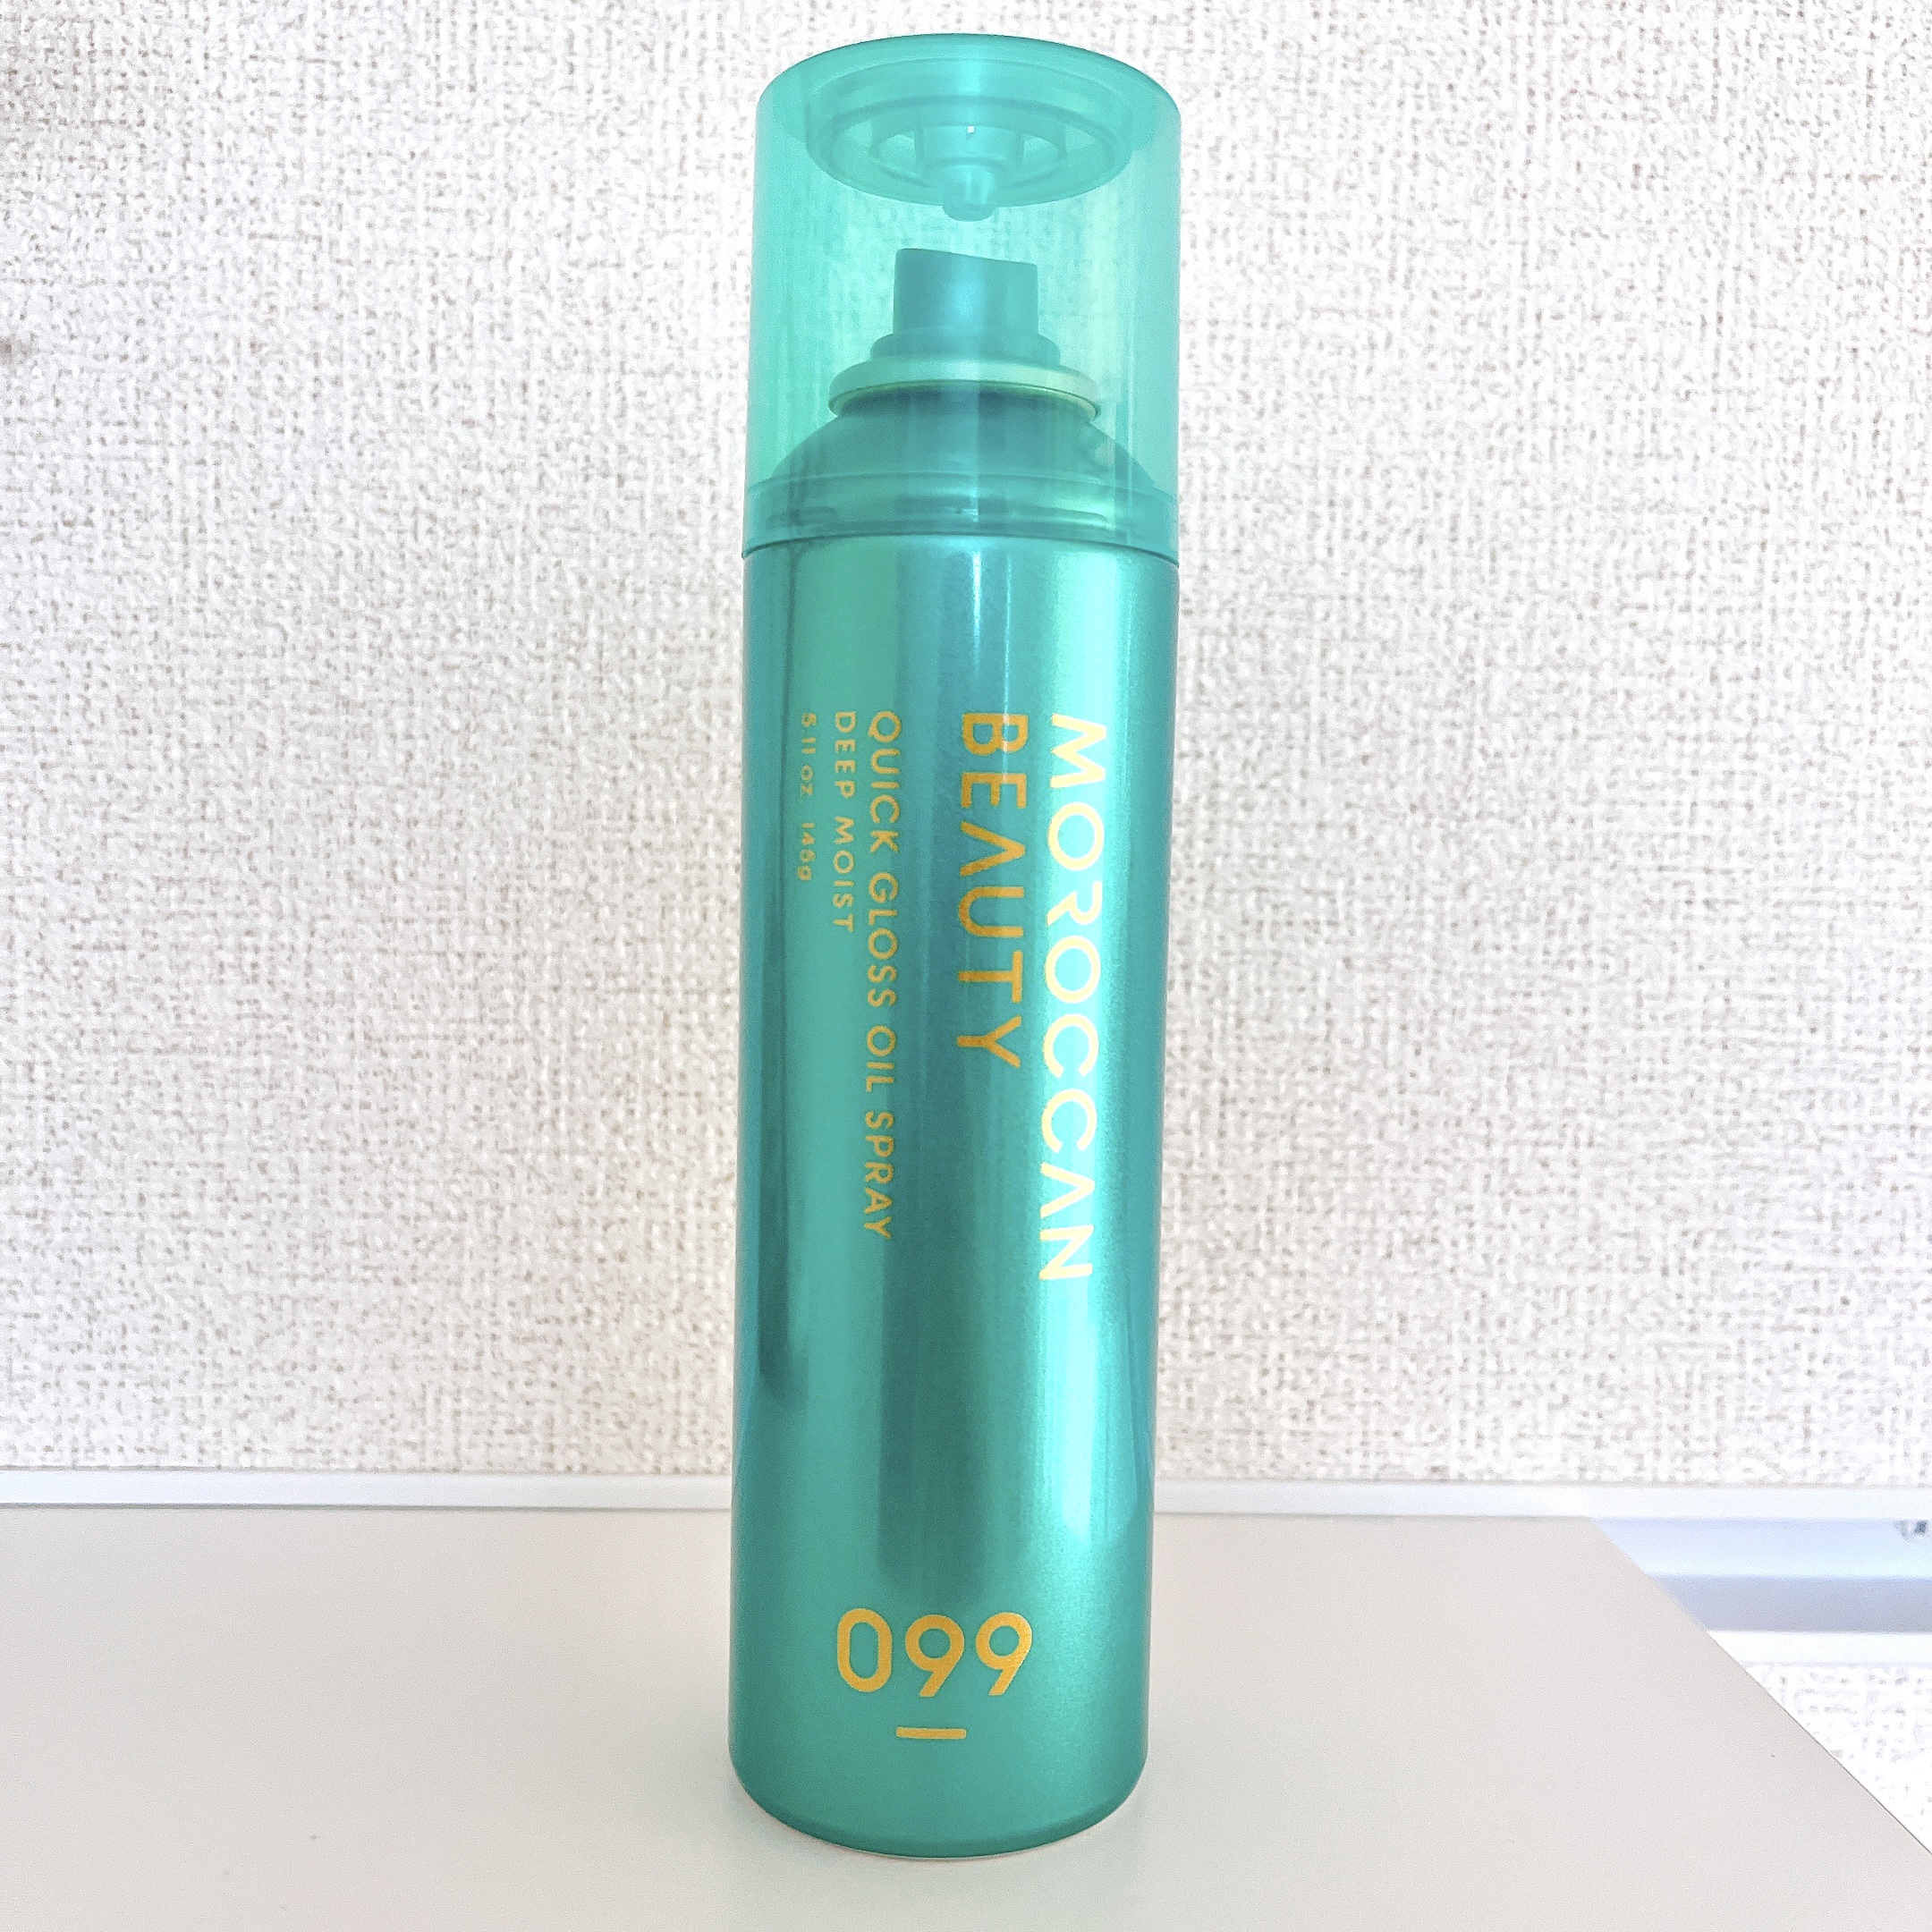 MOROCCAN
BEAUTY
QUICK GLOSS OIL SPRAY
DEEP MOIST
5.11 OZ. 145g
099